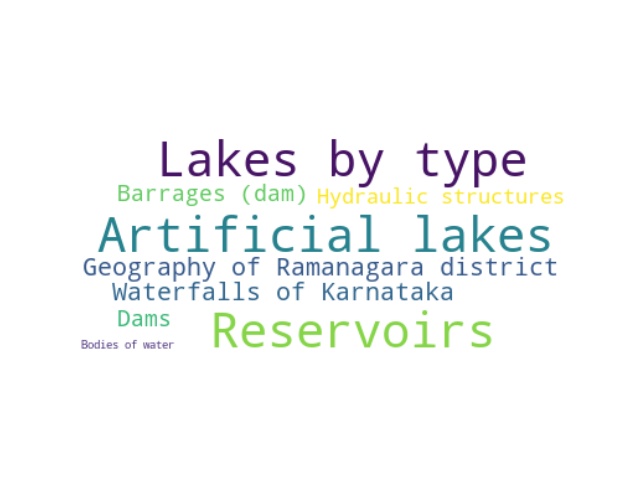 Lakes by type
Barrages (dam) Hydraulic structures
Artificial lakes
Geography of Ramanagara district
Waterfalls of Karnataka
Dams Reservoirs
Bodies of water